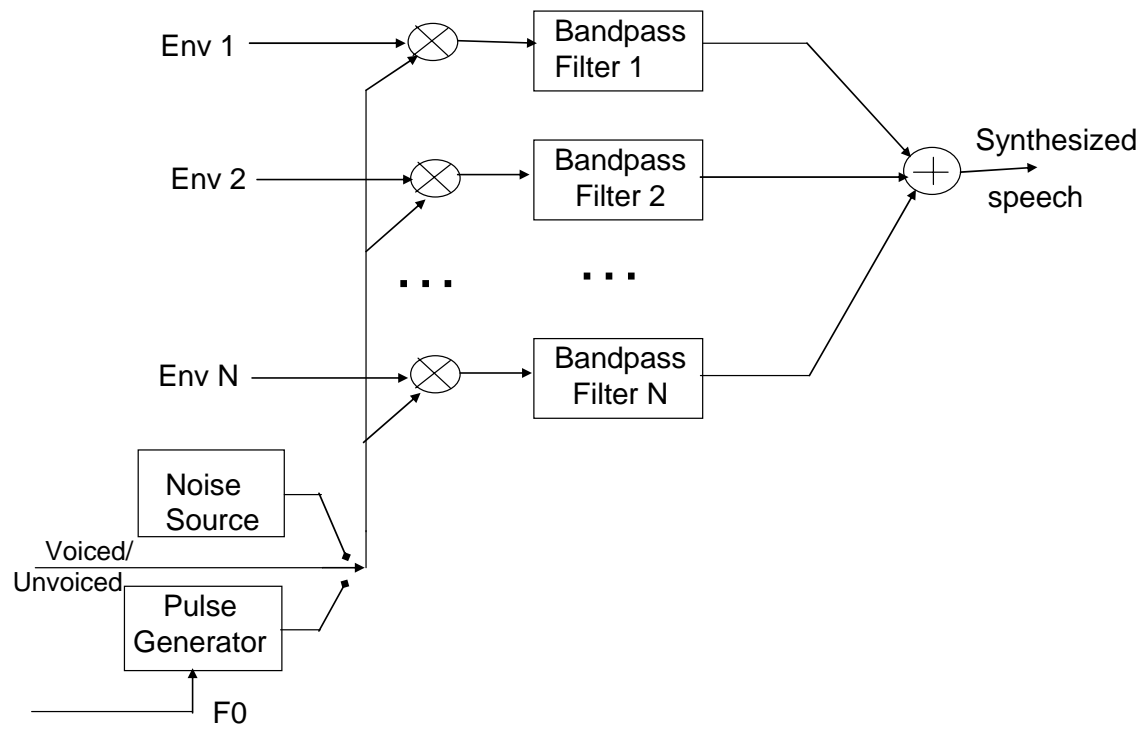 Env 1
Bandpass
Filter 1
Env 2
Bandpass
Filter 2
Synthesized
speech
. . .
. . .
Env N
Bandpass
Filter N
Noise
Source
Voiced/
Unvoiced
Pulse
Generator
F0